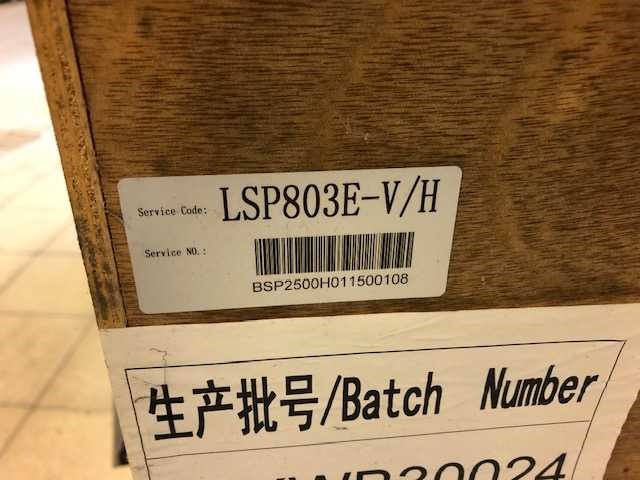 Service Code: LSP803E-V/H
Service NO.:
BSP2500H011500108
生产批号/Batch Number